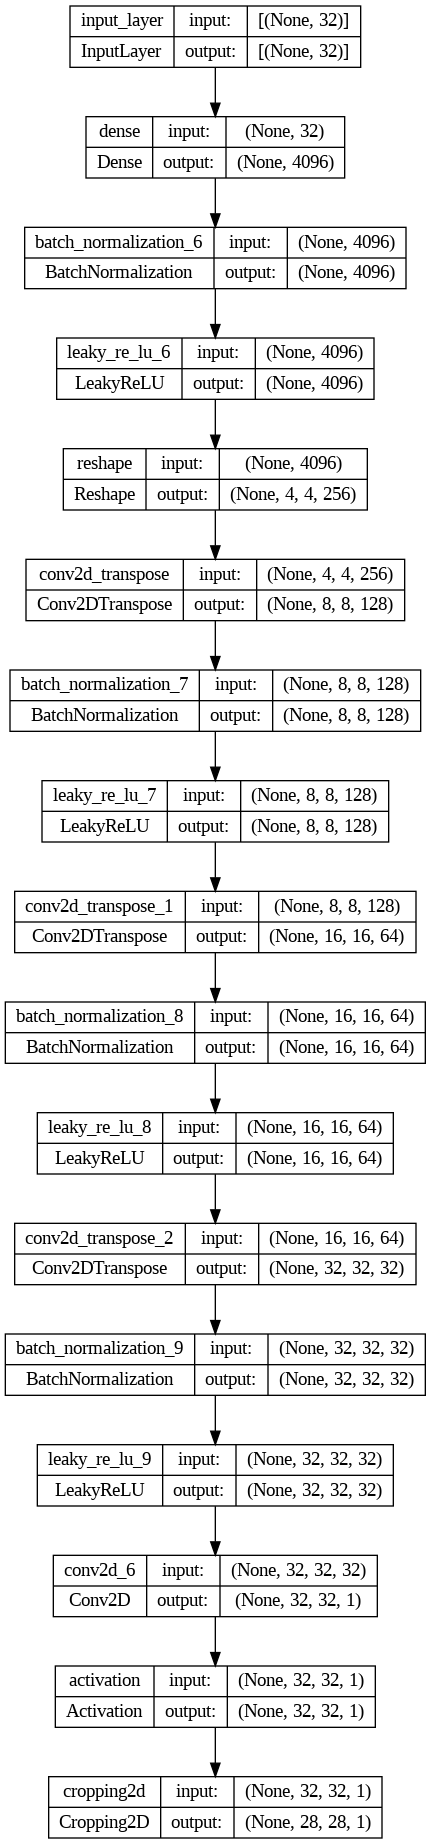 input_layer input: [(None, 32)]
InputLayer output: [(None, 32)]
dense input: (None, 32)
Dense output: (None, 4096)
batch_normalization_6 input: (None, 4096)
BatchNormalization output: (None, 4096)
leaky_re_lu_6 input: (None, 4096)
LeakyReLU output: (None, 4096)
reshape input: (None, 4096)
Reshape output: (None, 4, 4, 256)
conv2d_transpose input: (None, 4, 4, 256)
Conv2DTranspose output: (None, 8, 8, 128)
batch_normalization_7 input: (None, 8, 8, 128)
BatchNormalization output: (None, 8, 8, 128)
leaky_re_lu_7 input: (None, 8, 8, 128)
LeakyReLU output: (None, 8, 8, 128)
conv2d_transpose_1 input: (None, 8, 8, 128)
Conv2DTranspose output: (None, 16, 16, 64)
batch_normalization_8 input: (None, 16, 16, 64)
BatchNormalization output: (None, 16, 16, 64)
leaky_re_lu_8 input: (None, 16, 16, 64)
LeakyReLU output: (None, 16, 16, 64)
conv2d_transpose_2 input: (None, 16, 16, 64)
Conv2DTranspose output: (None, 32, 32, 32)
batch_normalization_9 input: (None, 32, 32, 32)
BatchNormalization output: (None, 32, 32, 32)
leaky_re_lu_9 input: (None, 32, 32, 32)
LeakyReLU output: (None, 32, 32, 32)
conv2d_6 input: (None, 32, 32, 32)
Conv2D output: (None, 32, 32, 1)
activation input: (None, 32, 32, 1)
Activation output: (None, 32, 32, 1)
cropping2d input: (None, 32, 32, 1)
Cropping2D output: (None, 28, 28, 1)